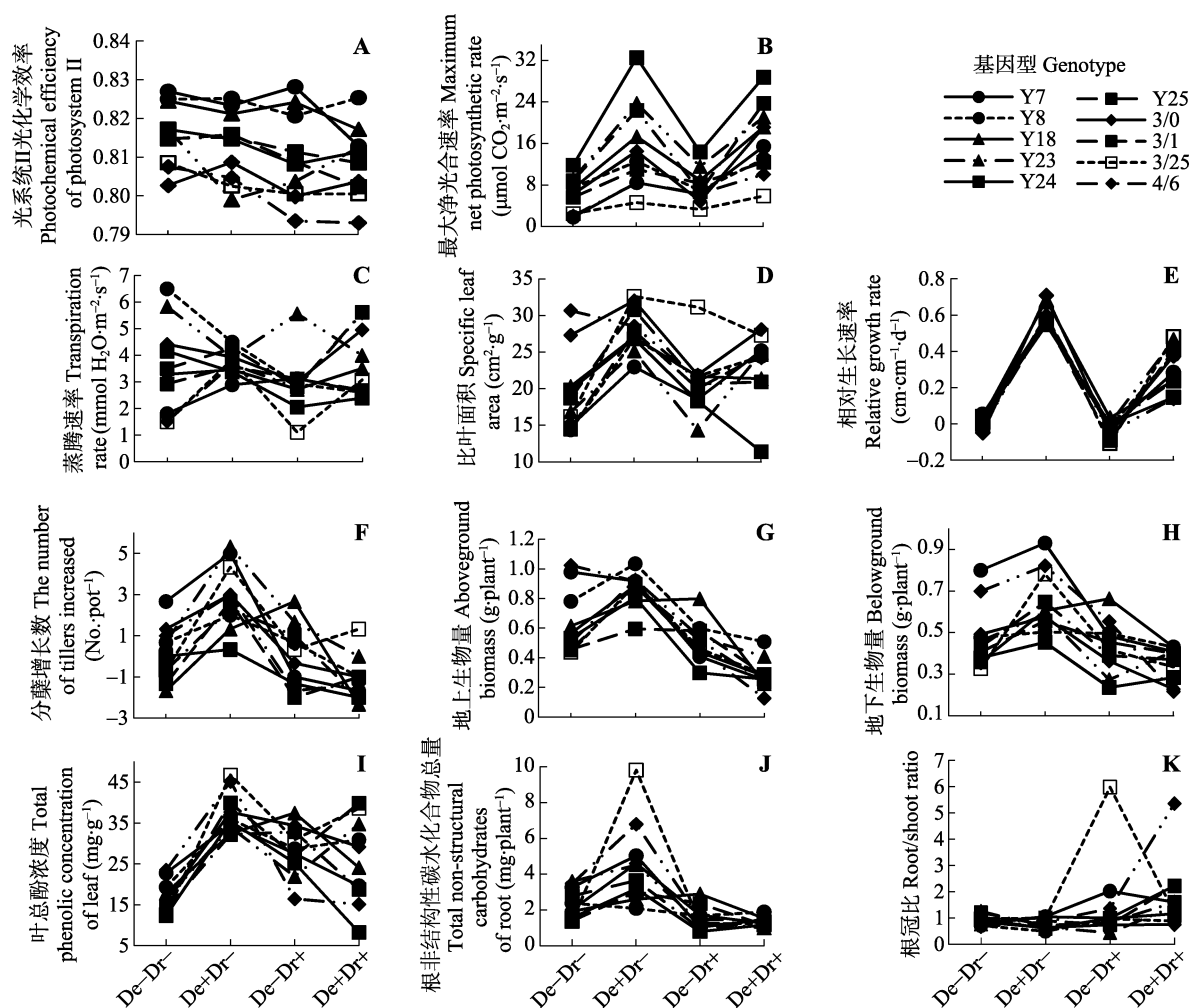 光系统II光化学效率
Photochemical efficiency
of photosystem II
0.84
0.83
0.82
0.81
0.80
0.79
A
最大净光合速率 Maximum
net photosynthetic rate
(μmol CO₂·m⁻²·s⁻¹)
32
24
16
8
0
B
基因型 Genotype
Y7
Y8
Y18
Y23
Y24
Y25
3/0
3/1
3/25
4/6
蒸腾速率 Transpiration
rate (mmol H₂O·m⁻²·s⁻¹)
7
6
5
4
3
2
1
0
C
比叶面积 Specific leaf
area (cm²·g⁻¹)
35
30
25
20
15
10
D
相对生长速率
Relative growth rate
(cm·cm⁻¹·d⁻¹)
0.8
0.6
0.4
0.2
0
−0.2
E
分蘖增长数 The number
of tillers increased
(No.·pot⁻¹)
5
3
1
−1
−3
F
地上生物量 Aboveground
biomass (g·plant⁻¹)
1.2
1.0
0.8
0.6
0.4
0.2
0
G
地下生物量 Belowground
biomass (g·plant⁻¹)
0.9
0.7
0.5
0.3
0.1
H
叶总酚浓度 Total
phenolic concentration
of leaf (mg·g⁻¹)
45
35
25
15
5
I
De−Dr−
De+Dr−
De−Dr+
De+Dr+
根非结构性碳水化合物总量
Total non-structural
carbohydrates
of root (mg·plant⁻¹)
10
8
6
4
2
0
J
De−Dr−
De+Dr−
De−Dr+
De+Dr+
根冠比 Root/shoot ratio
7
6
5
4
3
2
1
0
K
De−Dr−
De+Dr−
De−Dr+
De+Dr+